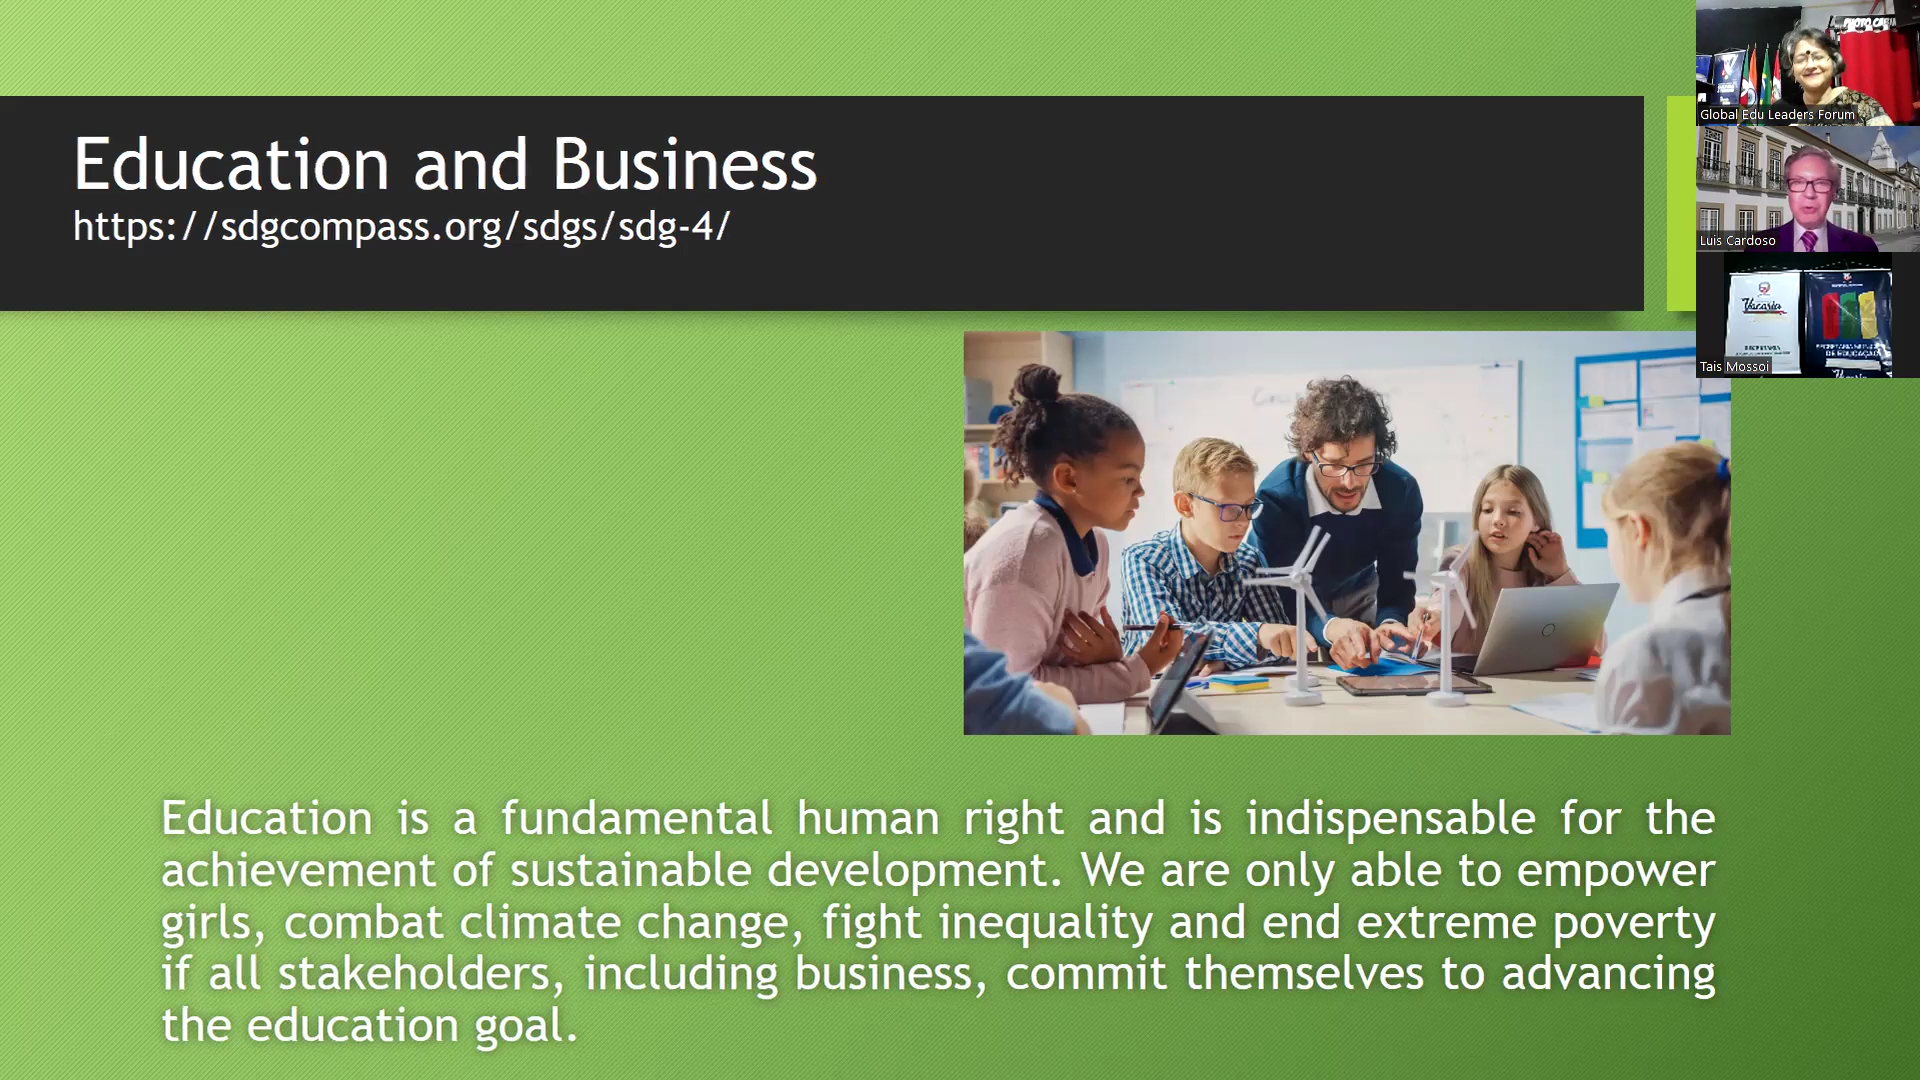 Education and Business
https://sdgcompass.org/sdgs/sdg-4/
Education is a fundamental human right and is indispensable for the
achievement of sustainable development. We are only able to empower
girls, combat climate change, fight inequality and end extreme poverty
if all stakeholders, including business, commit themselves to advancing
the education goal.
Global Edu Leaders Forum
Luis Cardoso
Vacaria
DE EDUCAÇÃO
Tais Mossoi